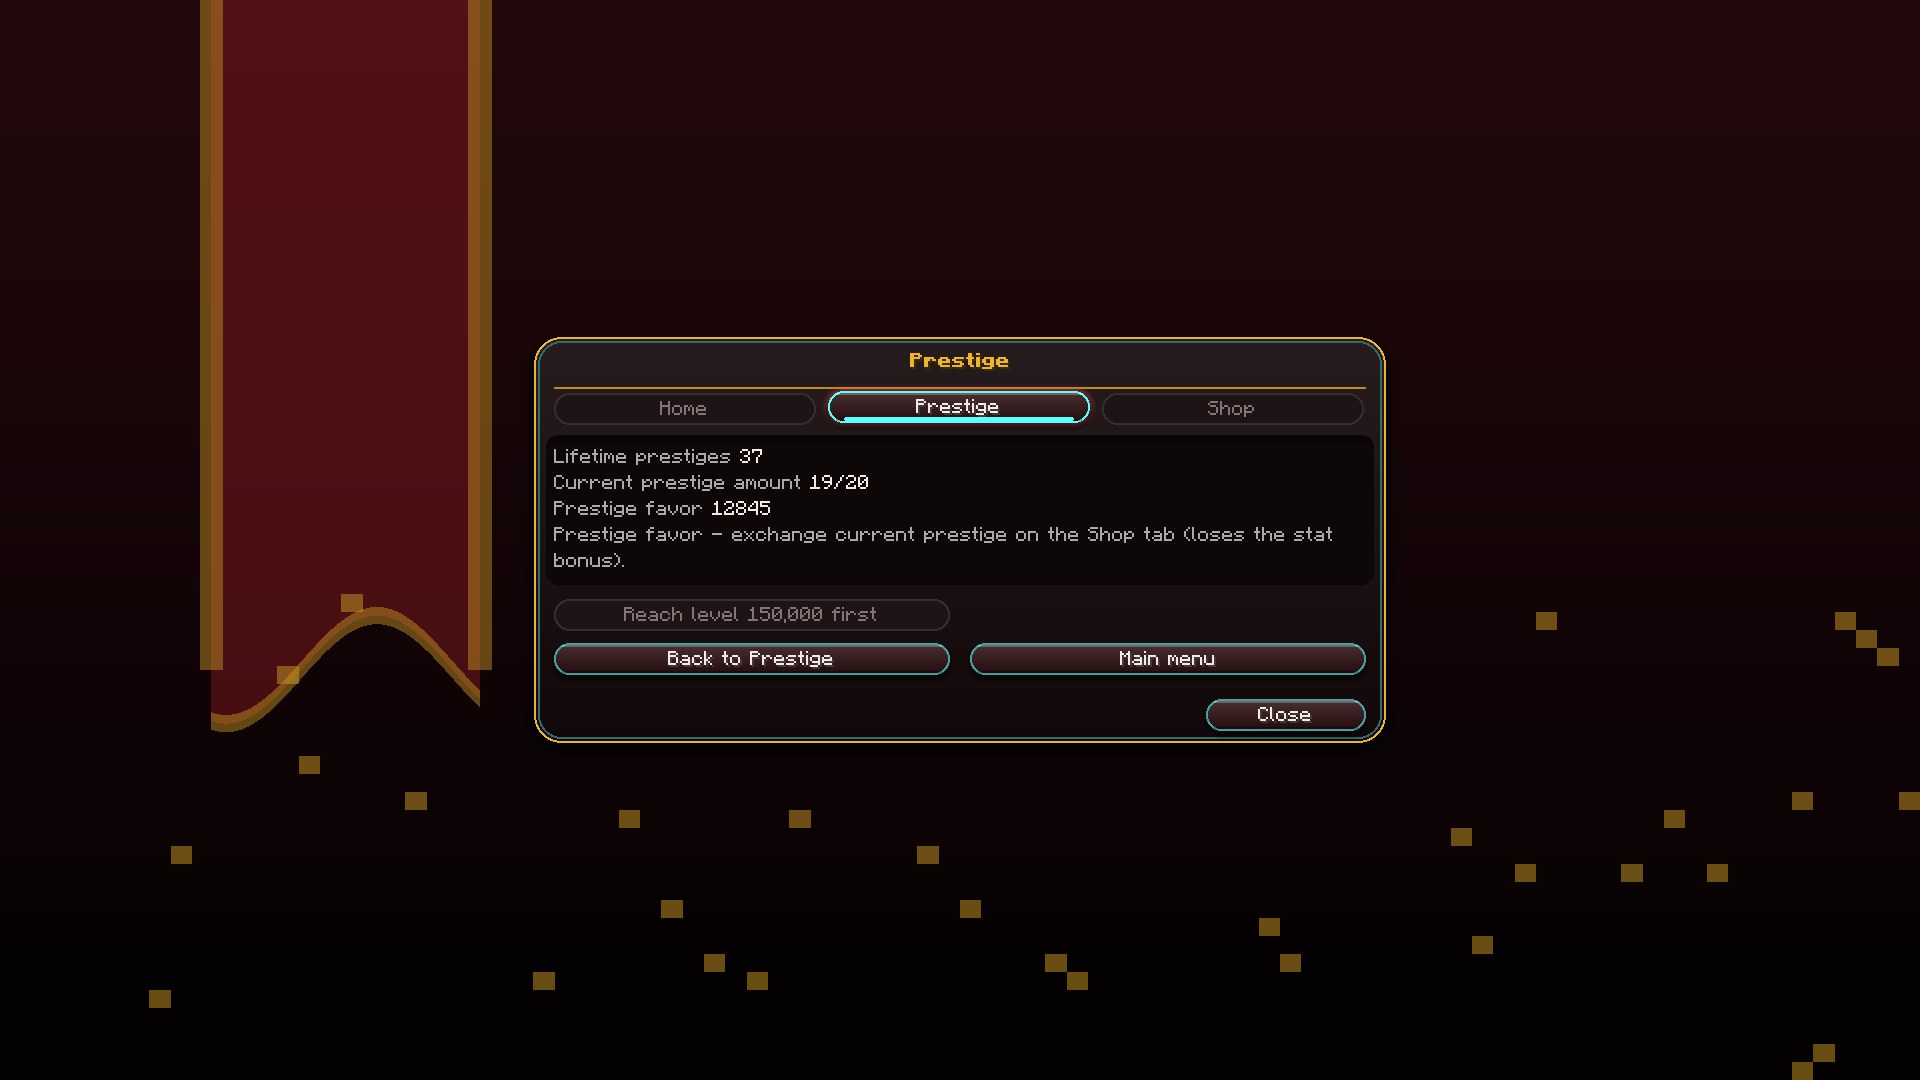 Prestige
Home
Prestige
Shop
Lifetime prestiges 37
Current prestige amount 19/20
Prestige favor 12845
Prestige favor - exchange current prestige on the Shop tab (loses the stat
bonus).
Reach level 150,000 first
Back to Prestige
Main menu
Close